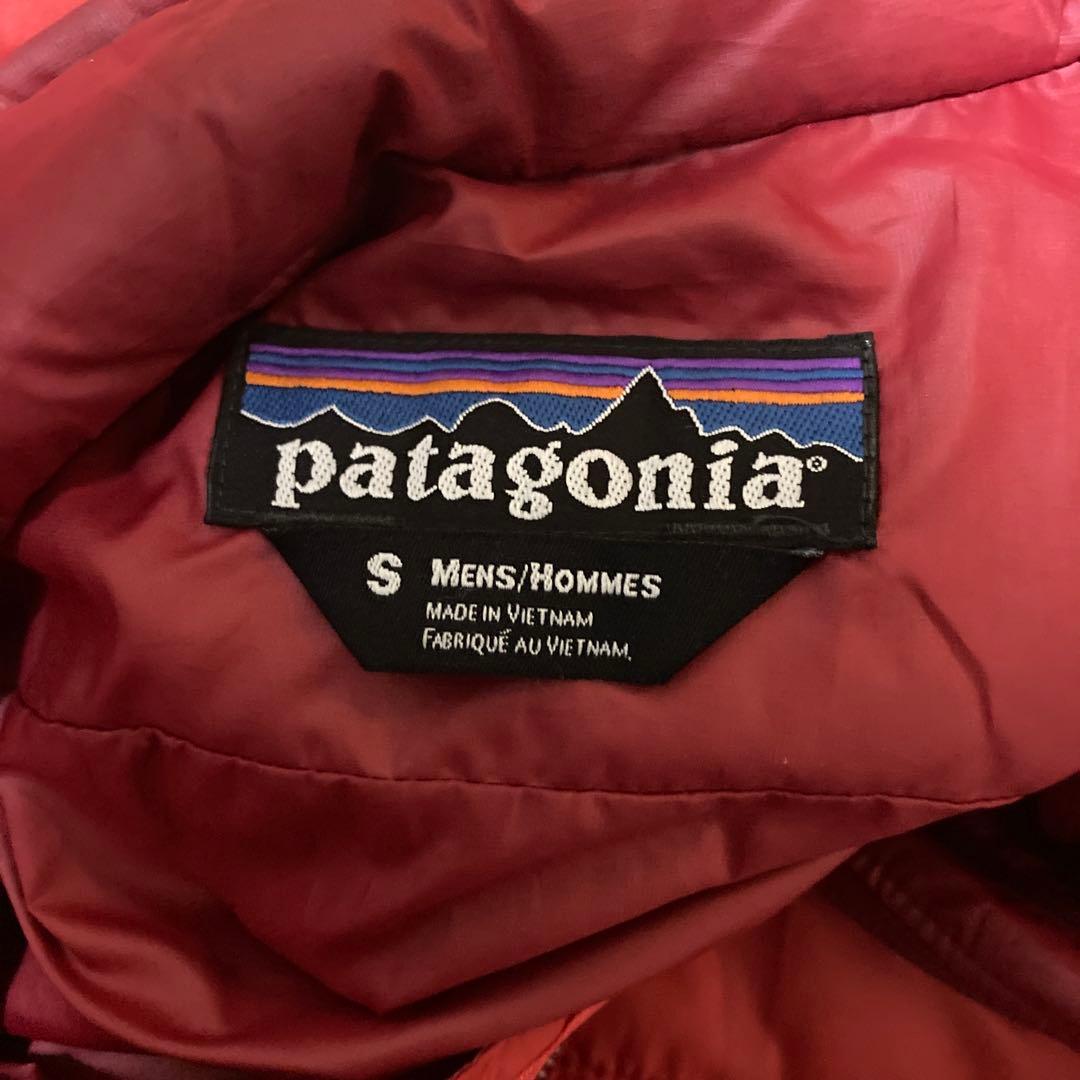 patagonia®
S MENS/HOMMES
MADE IN VIETNAM
FABRIQUÉ AU VIETNAM.